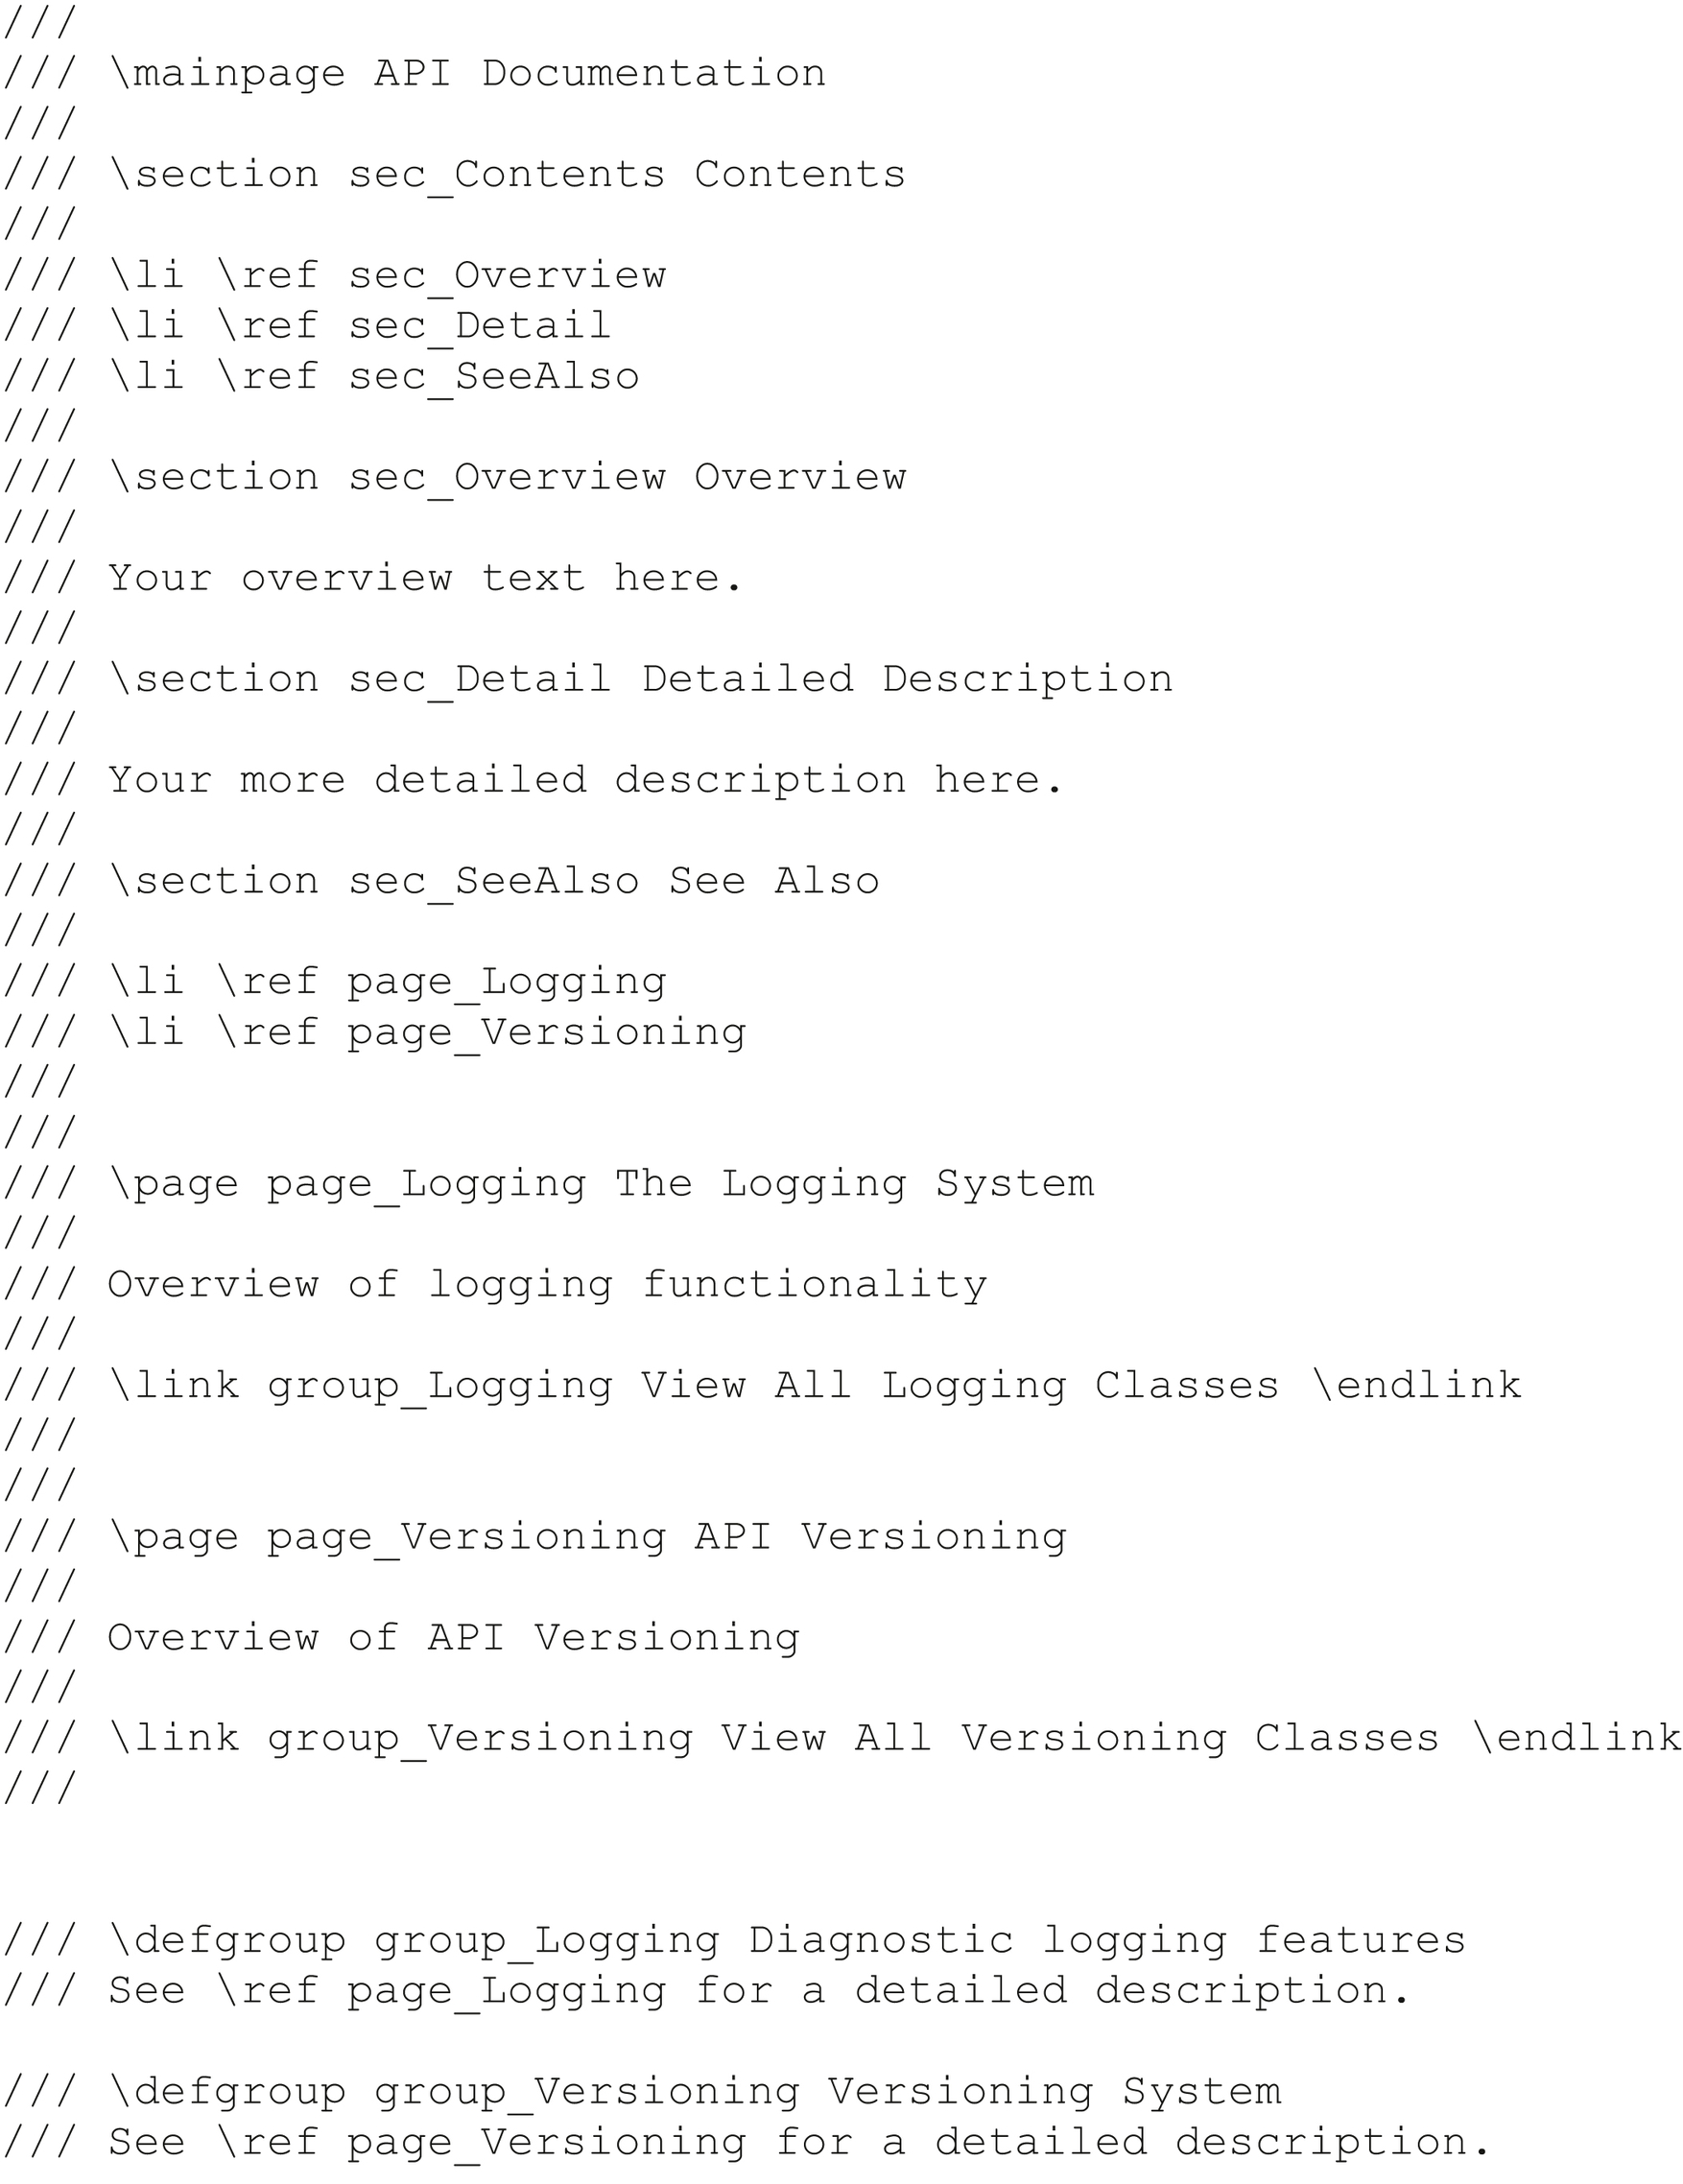 ///
/// \mainpage API Documentation
///
/// \section sec_Contents Contents
///
/// \li \ref sec_Overview
/// \li \ref sec_Detail
/// \li \ref sec_SeeAlso
///
/// \section sec_Overview Overview
///
/// Your overview text here.
///
/// \section sec_Detail Detailed Description
///
/// Your more detailed description here.
///
/// \section sec_SeeAlso See Also
///
/// \li \ref page_Logging
/// \li \ref page_Versioning
///
///
/// \page page_Logging The Logging System
///
/// Overview of logging functionality
///
/// \link group_Logging View All Logging Classes \endlink
///
///
/// \page page_Versioning API Versioning
///
/// Overview of API Versioning
///
/// \link group_Versioning View All Versioning Classes \endlink
///
/// \defgroup group_Logging Diagnostic logging features
/// See \ref page_Logging for a detailed description.
/// \defgroup group_Versioning Versioning System
/// See \ref page_Versioning for a detailed description.